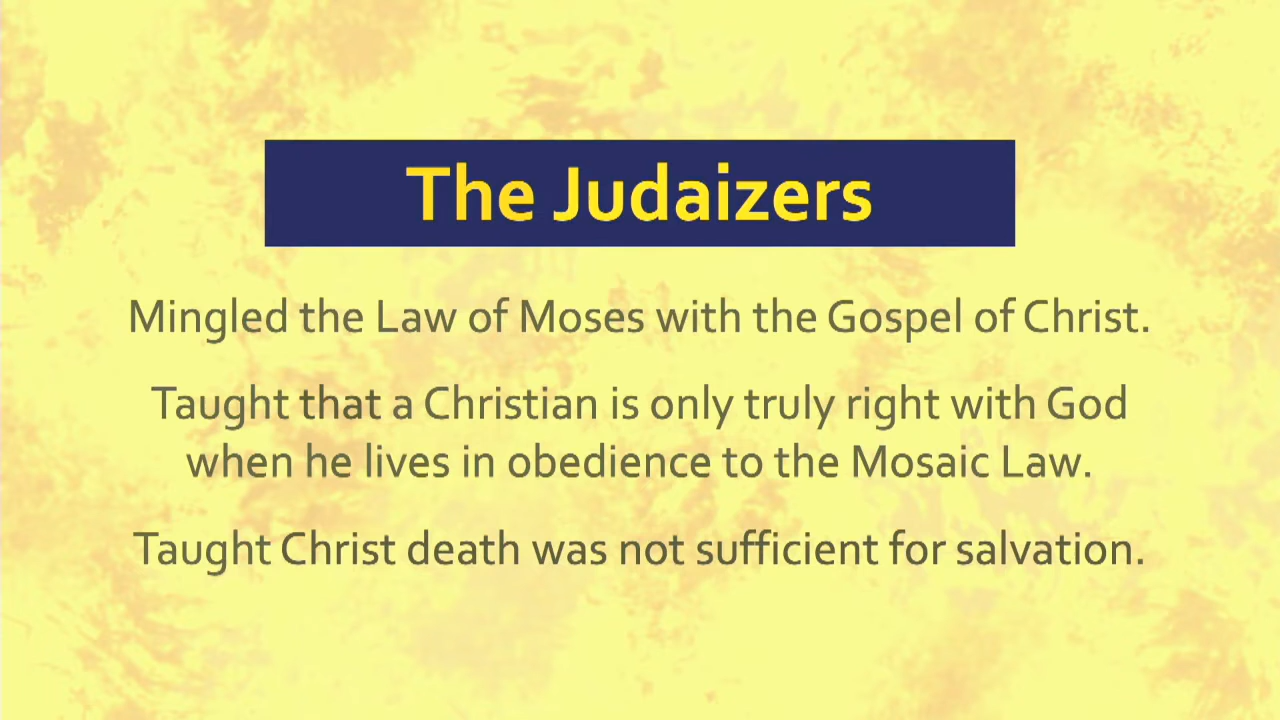 The Judaizers
Mingled the Law of Moses with the Gospel of Christ.
Taught that a Christian is only truly right with God
when he lives in obedience to the Mosaic Law.
Taught Christ death was not sufficient for salvation.